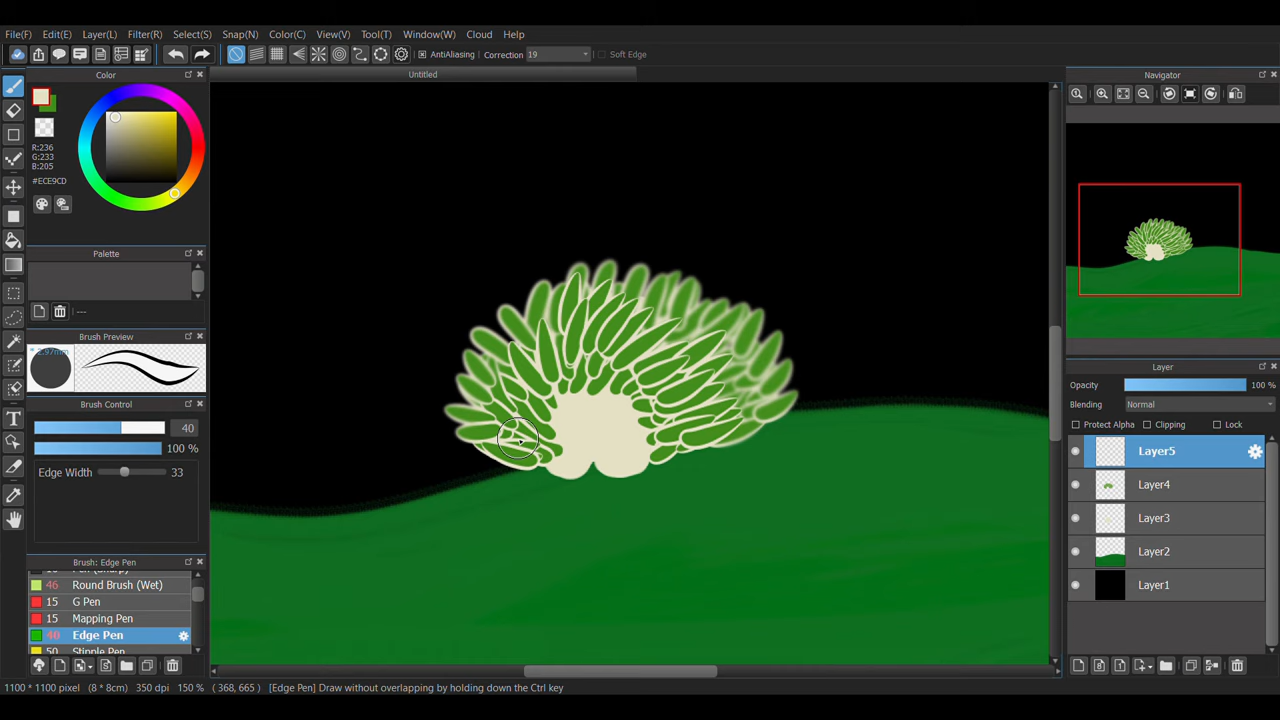 File(F) Edit(E) Layer(L) Filter(R) Select(S) Snap(N) Color(C) View(V) Tool(T) Window(W) Cloud Help
AntiAliasing Correction 19 Soft Edge
Color
Untitled
Navigator
R:236
G:233
B:205
#ECE9CD
Palette
---
Brush Preview
* 2.97mm
Brush Control
40
100 %
Edge Width 33
Brush: Edge Pen
46 Round Brush (Wet)
15 G Pen
15 Mapping Pen
40 Edge Pen
50 Stipple Pen
Layer
Opacity 100 %
Blending Normal
Protect Alpha Clipping Lock
Layer5
Layer4
Layer3
Layer2
Layer1
1100 * 1100 pixel (8 * 8cm) 350 dpi 150 % ( 368, 665 ) [Edge Pen] Draw without overlapping by holding down the Ctrl key